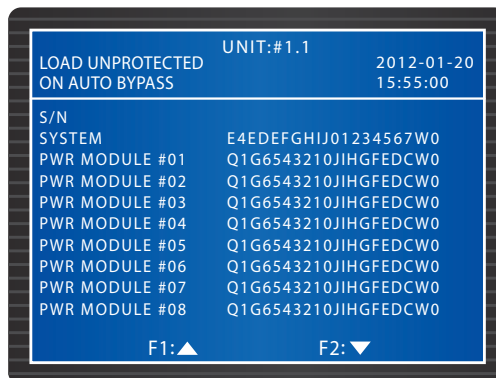 UNIT:#1.1
LOAD UNPROTECTED 2012-01-20
ON AUTO BYPASS 15:55:00
S/N
SYSTEM E4EDEFGHIJ01234567W0
PWR MODULE #01 Q1G6543210JIHGFEDCW0
PWR MODULE #02 Q1G6543210JIHGFEDCW0
PWR MODULE #03 Q1G6543210JIHGFEDCW0
PWR MODULE #04 Q1G6543210JIHGFEDCW0
PWR MODULE #05 Q1G6543210JIHGFEDCW0
PWR MODULE #06 Q1G6543210JIHGFEDCW0
PWR MODULE #07 Q1G6543210JIHGFEDCW0
PWR MODULE #08 Q1G6543210JIHGFEDCW0
F1:▲ F2:▼